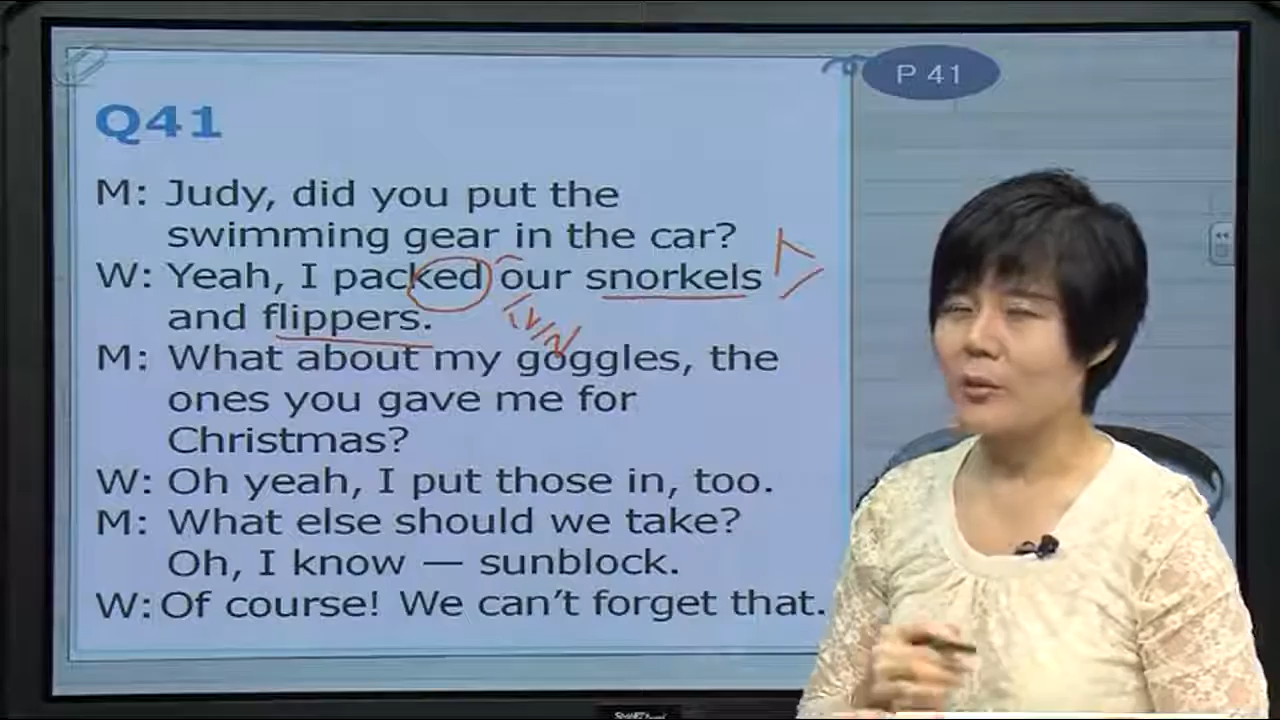 P 41
Q41
M: Judy, did you put the
swimming gear in the car?
W: Yeah, I packed our snorkels
and flippers.
V/N
M: What about my goggles, the
ones you gave me for
Christmas?
W: Oh yeah, I put those in, too.
M: What else should we take?
Oh, I know — sunblock.
W: Of course! We can't forget that.